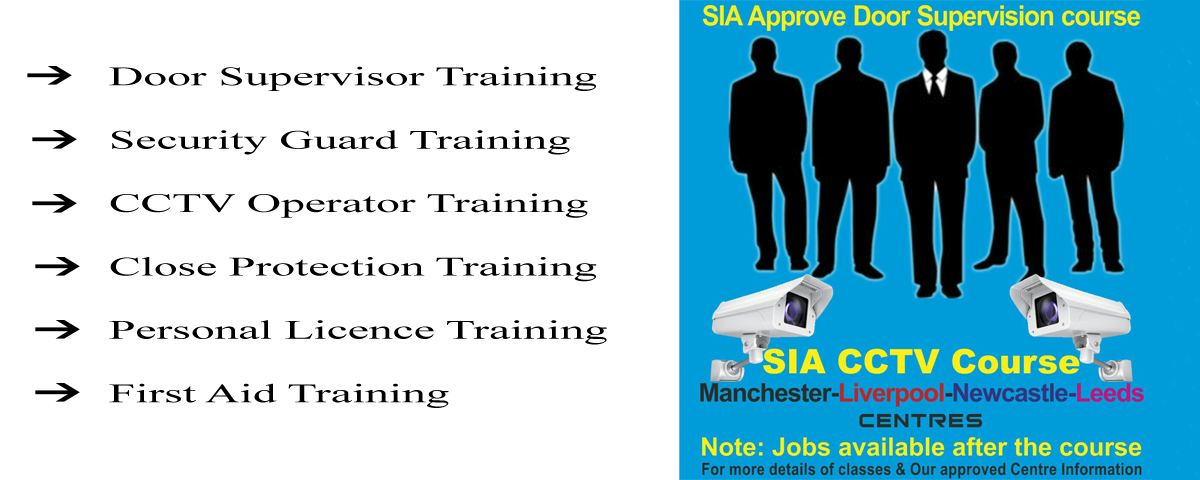 Door Supervisor Training
Security Guard Training
CCTV Operator Training
Close Protection Training
Personal Licence Training
First Aid Training
SIA Approve Door Supervision course
SIA CCTV Course
Manchester-Liverpool-Newcastle-Leeds
CENTRES
Note: Jobs available after the course
For more details of classes & Our approved Centre Information